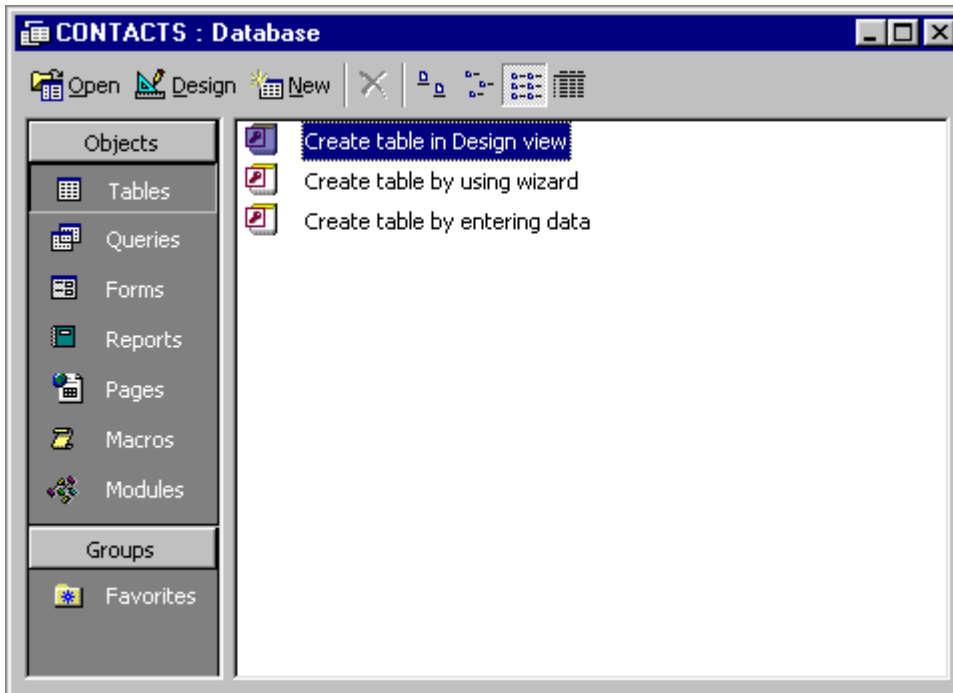 CONTACTS : Database
Open Design New
Objects
Tables
Queries
Forms
Reports
Pages
Macros
Modules
Groups
Favorites
Create table in Design view
Create table by using wizard
Create table by entering data